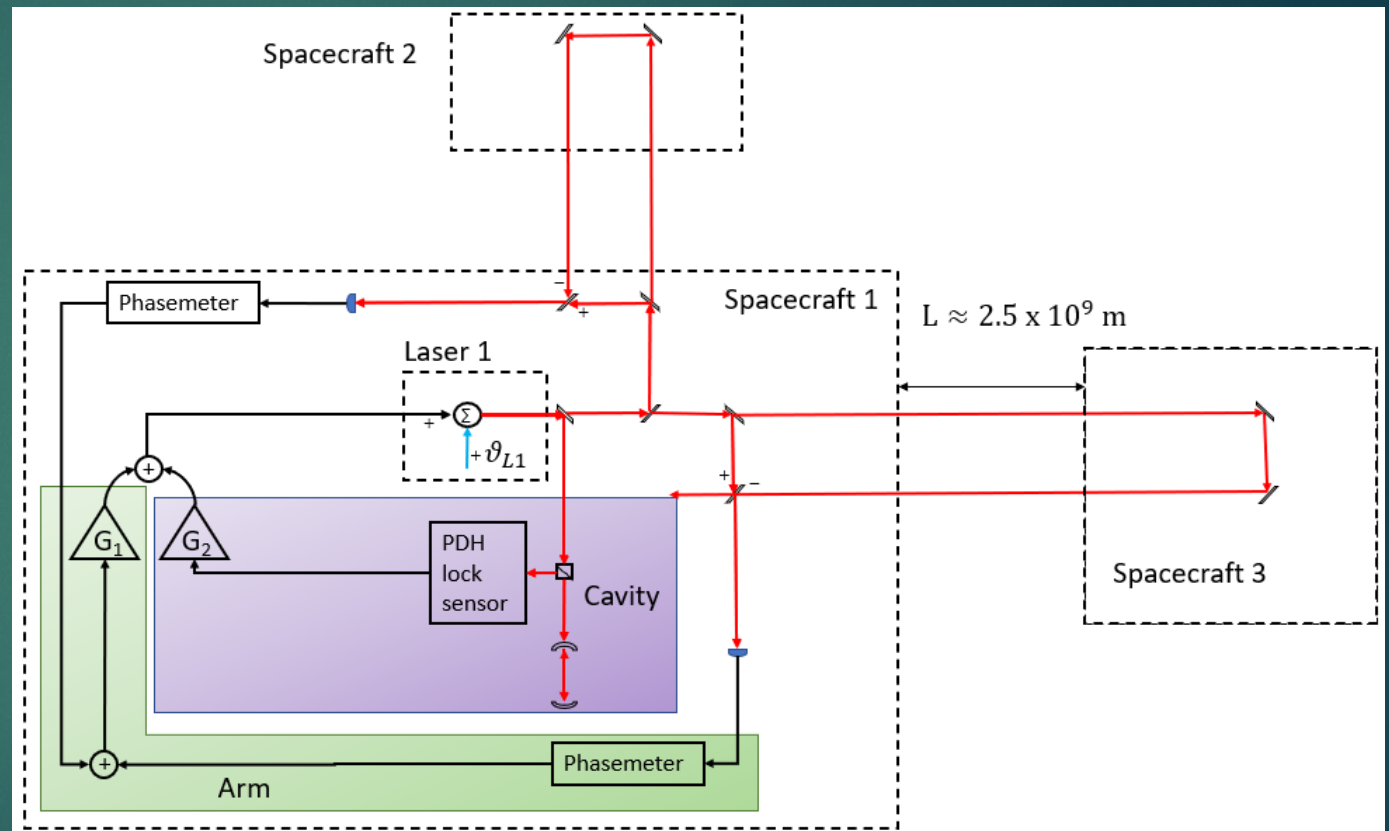 Spacecraft 2
−
+
Phasemeter
Spacecraft 1
L ≈ 2.5 x 10⁹ m
Laser 1
+
Σ
+ϑ_L1
+
+
−
G₁
G₂
PDH
lock
sensor
Cavity
Spacecraft 3
+
Arm
Phasemeter